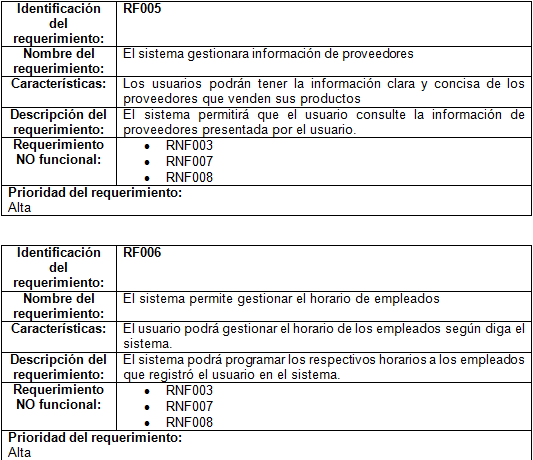 Identificación del requerimiento: RF005
Nombre del requerimiento: El sistema gestionara información de proveedores
Características: Los usuarios podrán tener la información clara y concisa de los
proveedores que venden sus productos
Descripción del requerimiento: El sistema permitirá que el usuario consulte la información de
proveedores presentada por el usuario.
Requerimiento NO funcional:
• RNF003
• RNF007
• RNF008
Prioridad del requerimiento:
Alta
Identificación del requerimiento: RF006
Nombre del requerimiento: El sistema permite gestionar el horario de empleados
Características: El usuario podrá gestionar el horario de los empleados según diga el
sistema.
Descripción del requerimiento: El sistema podrá programar los respectivos horarios a los empleados
que registró el usuario en el sistema.
Requerimiento NO funcional:
• RNF003
• RNF007
• RNF008
Prioridad del requerimiento:
Alta